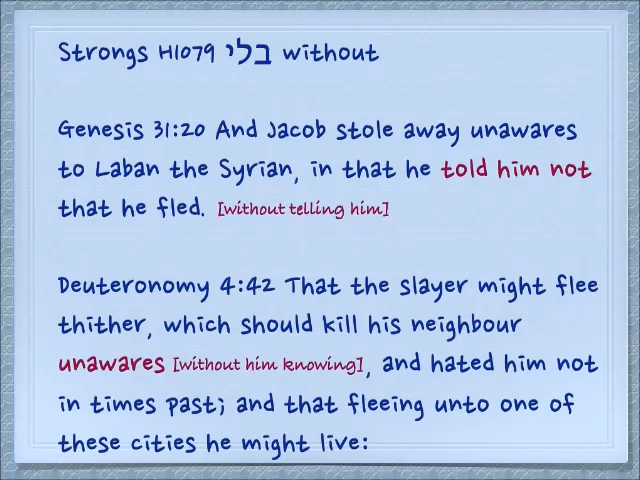 Strongs H1079 בלי without
Genesis 31:20 And Jacob stole away unawares
to Laban the Syrian, in that he told him not
that he fled. [without telling him]
Deuteronomy 4:42 That the slayer might flee
thither, which should kill his neighbour
unawares [without him knowing], and hated him not
in times past; and that fleeing unto one of
these cities he might live: